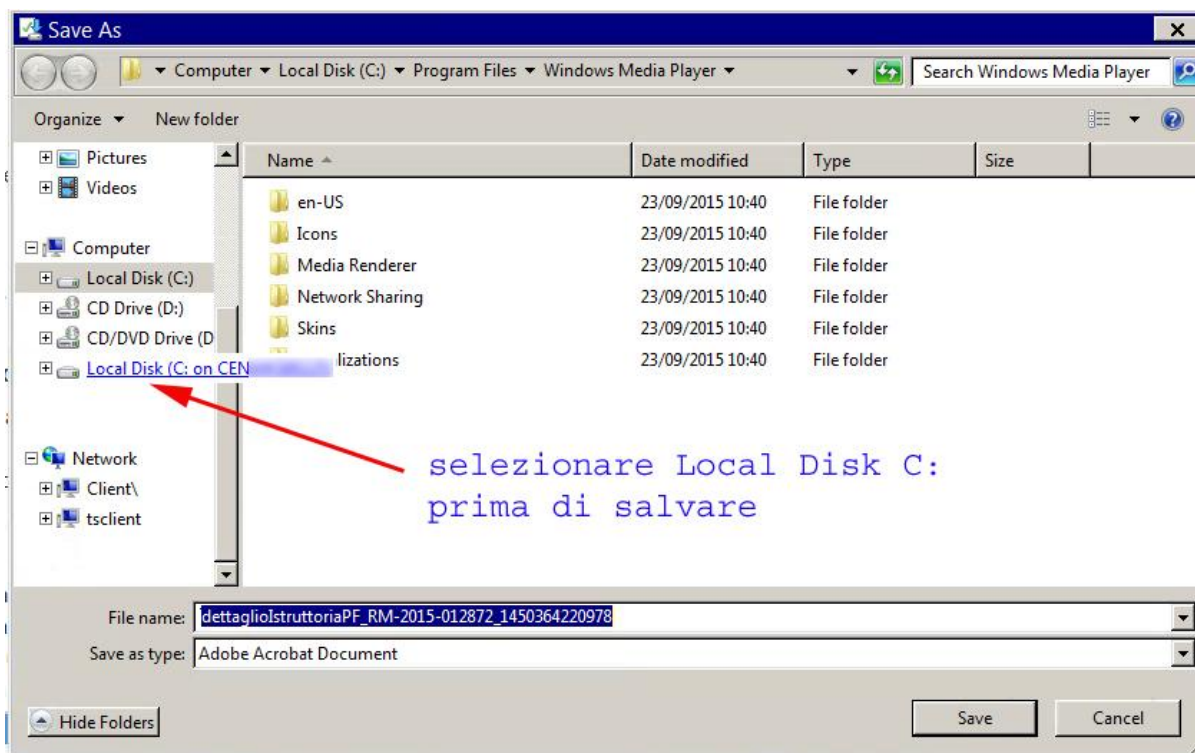 Save As
Computer Local Disk (C:) Program Files Windows Media Player
Search Windows Media Player
Organize New folder
Pictures
Videos
Computer
Local Disk (C:)
CD Drive (D:)
CD/DVD Drive (D
Local Disk (C: on CEN
Network
Client\
tsclient
Name Date modified Type Size
en-US 23/09/2015 10:40 File folder
Icons 23/09/2015 10:40 File folder
Media Renderer 23/09/2015 10:40 File folder
Network Sharing 23/09/2015 10:40 File folder
Skins 23/09/2015 10:40 File folder
lizations 23/09/2015 10:40 File folder
selezionare Local Disk C:
prima di salvare
File name: dettaglioIstruttoriaPF_RM-2015-012872_1450364220978
Save as type: Adobe Acrobat Document
Hide Folders Save Cancel